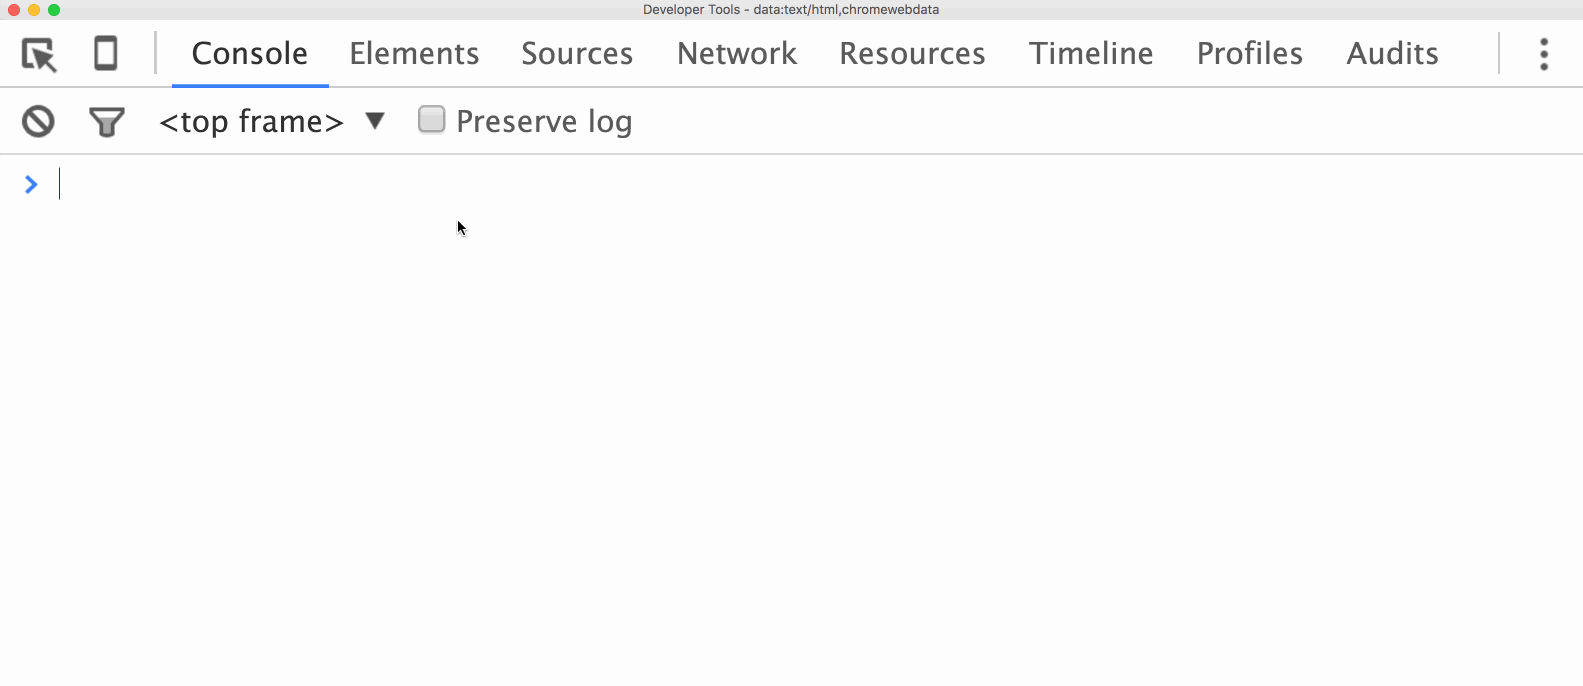 Developer Tools - data:text/html,chromewebdata
Console Elements Sources Network Resources Timeline Profiles Audits
<top frame> ▼ Preserve log